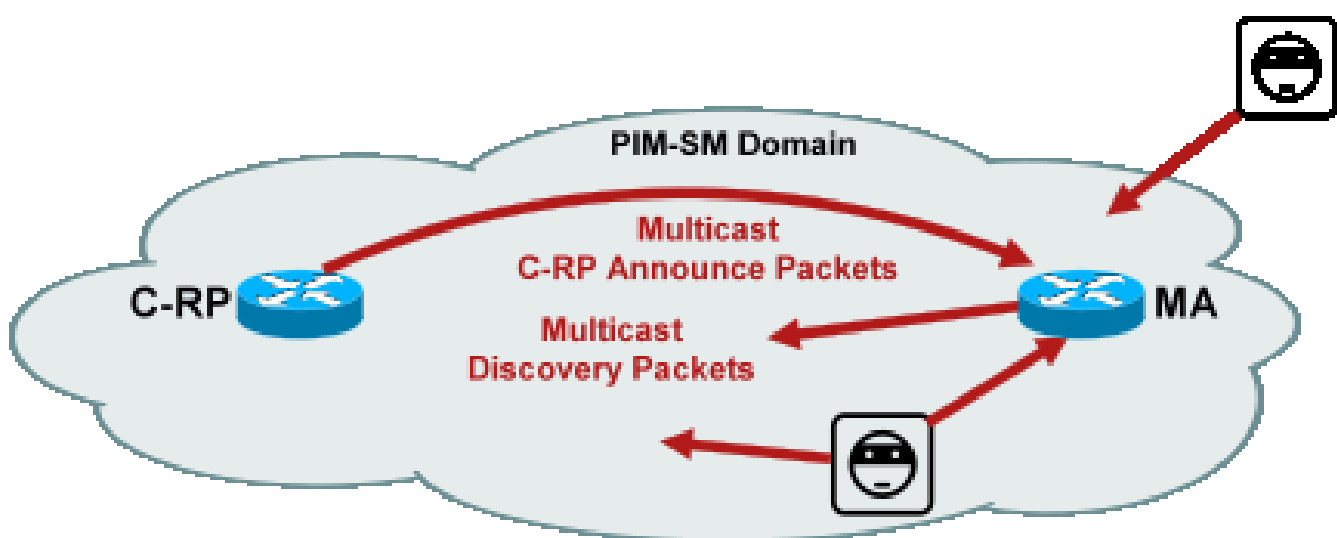 PIM-SM Domain
Multicast
C-RP Announce Packets
C-RP
MA
Multicast
Discovery Packets